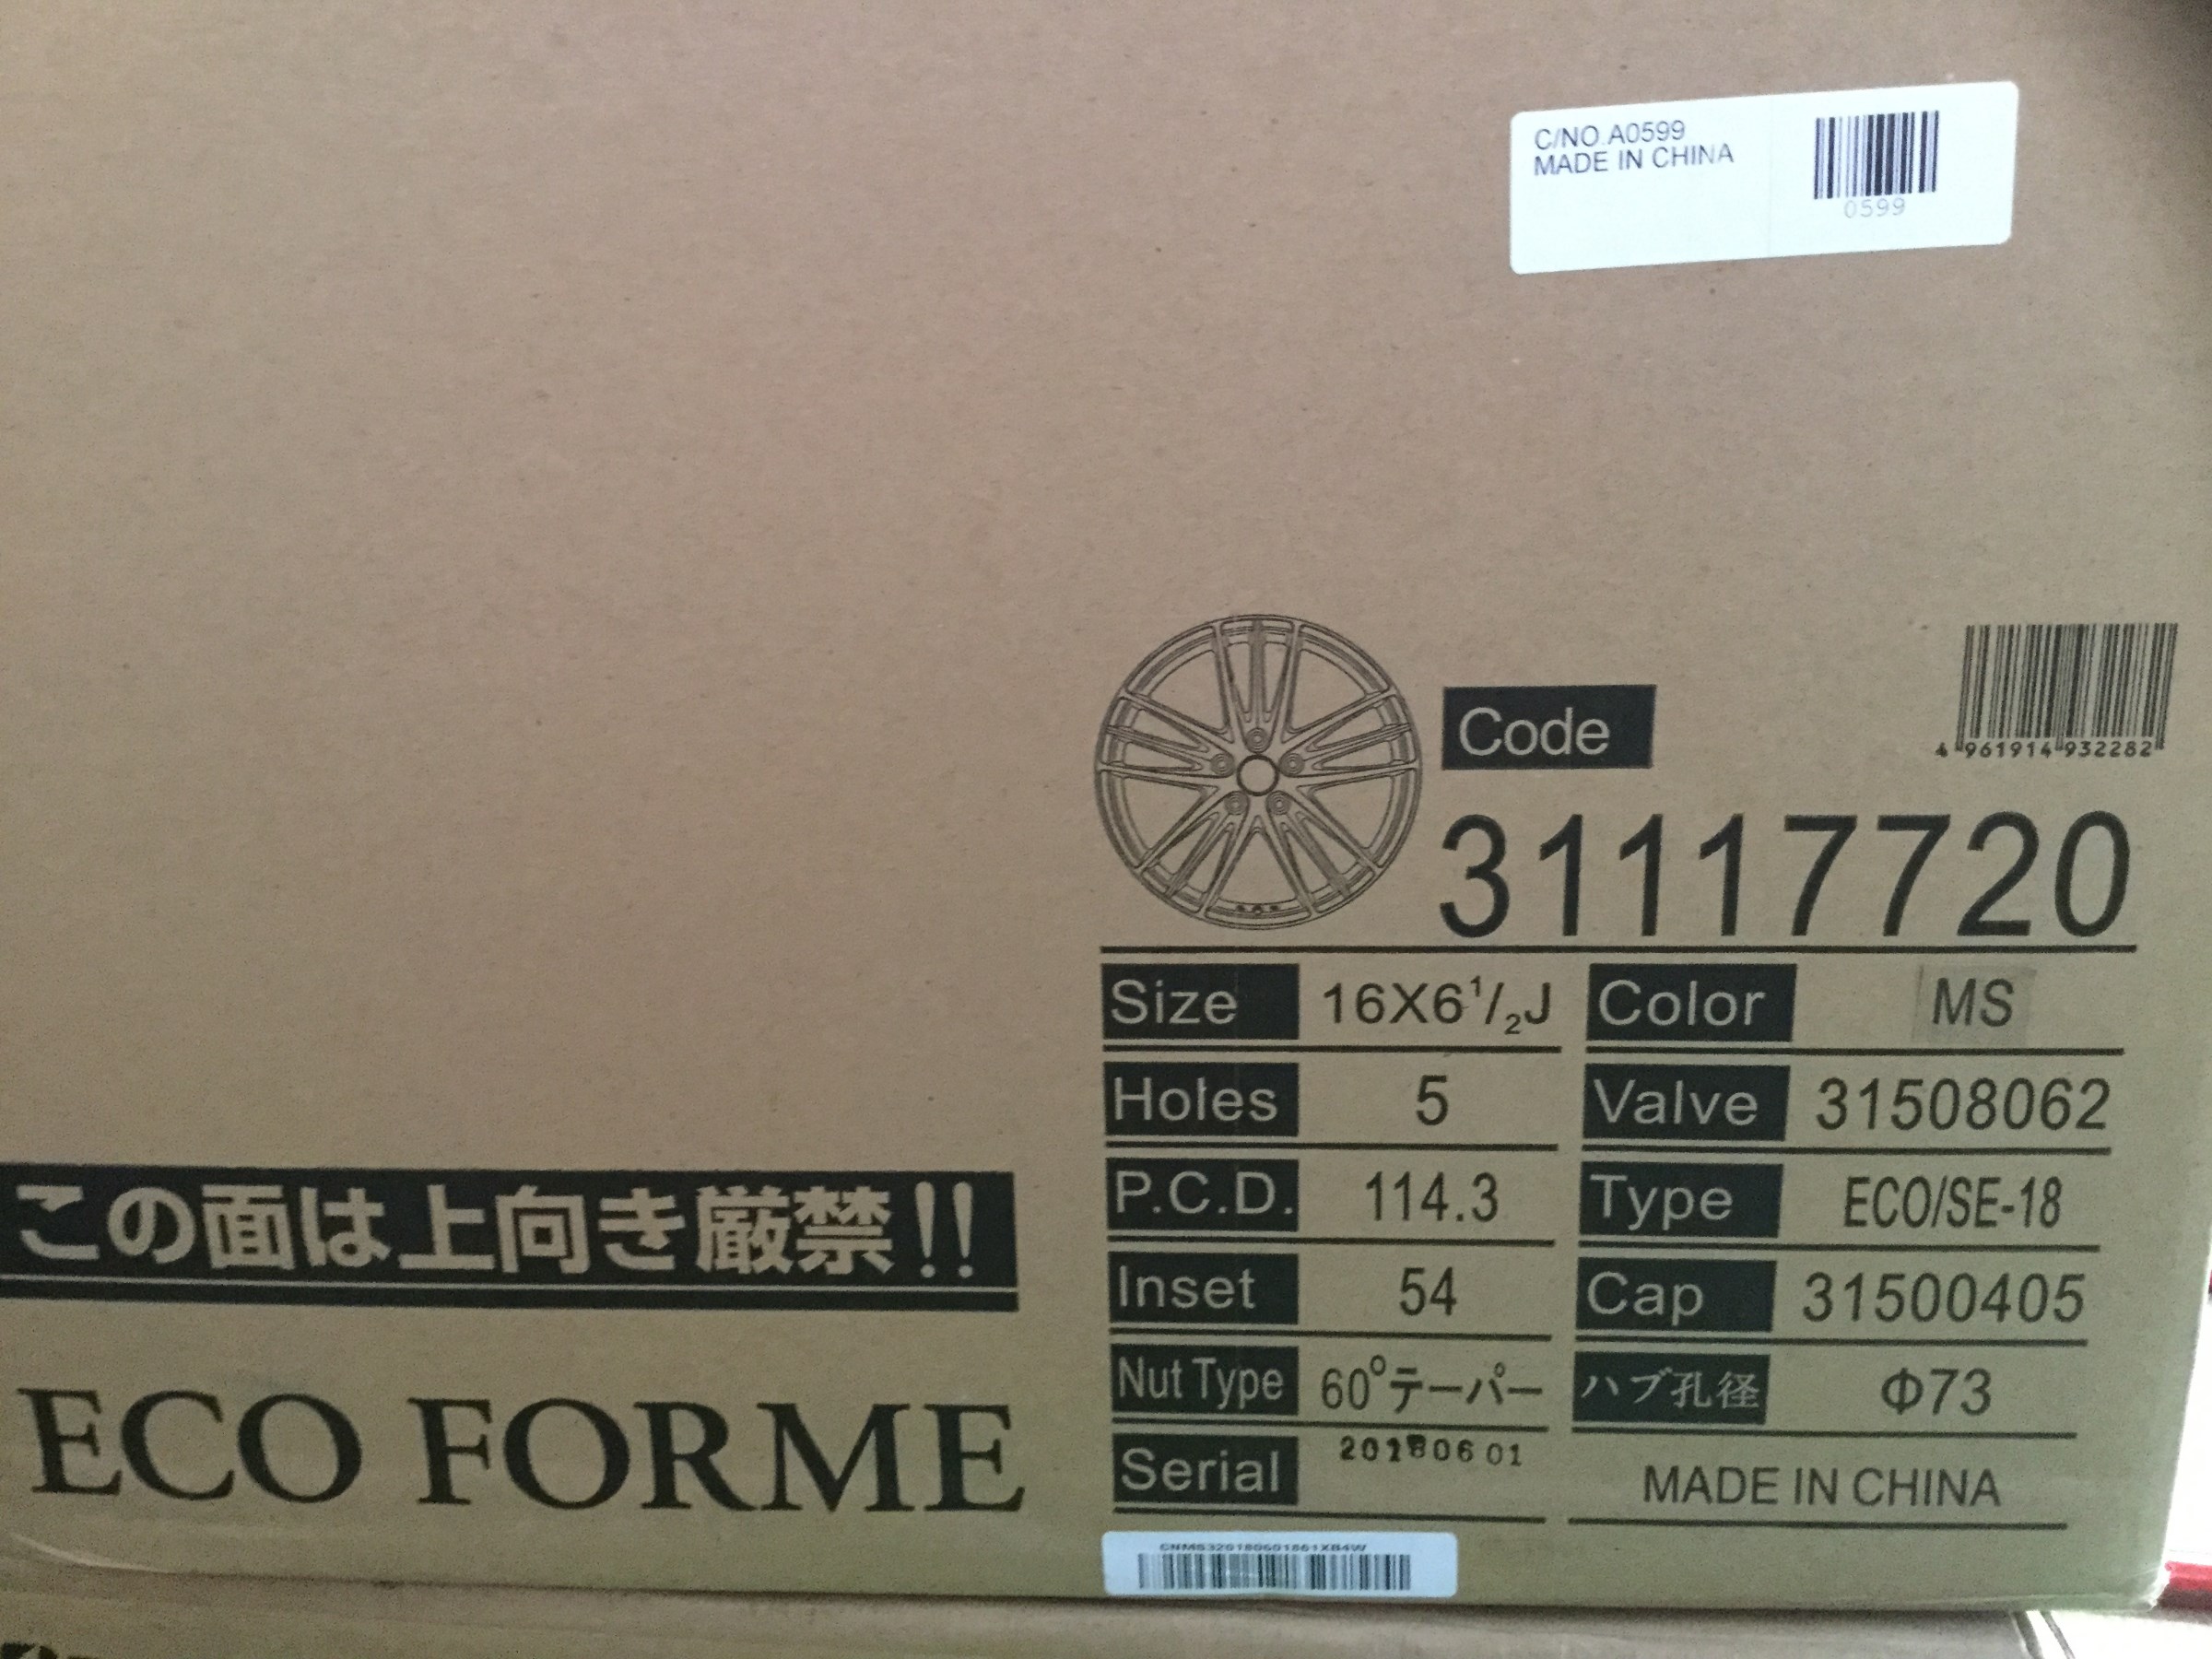 C/NO.A0599
MADE IN CHINA
0599
4 961914 932282
Code
31117720
Size 16X6¹/₂J Color MS
Holes 5 Valve 31508062
P.C.D. 114.3 Type ECO/SE-18
Inset 54 Cap 31500405
Nut Type 60°テーパー ハブ孔径 Φ73
Serial 20180601 MADE IN CHINA
この面は上向き厳禁!!
ECO FORME